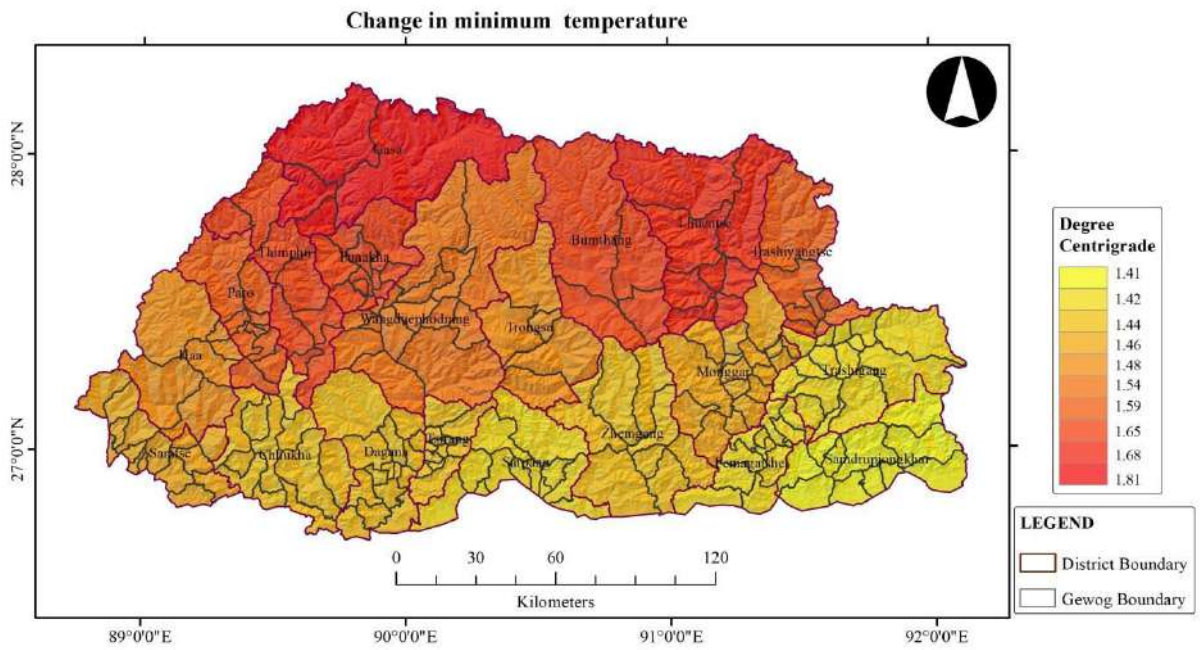 Change in minimum temperature
28°0'0"N
27°0'0"N
Gasa
Lhuntse
Bumthang
Thimphu
Punakha
Trashiyangtse
Paro
Wangduephodrang
Trongsa
Haa
Monggar
Trashigang
Zhemgang
Dagana
Samtse
Chhukha
Tsirang
Sarpang
Pemagatshel
Samdrupjongkhar
Degree
Centrigrade
1.41
1.42
1.44
1.46
1.48
1.54
1.59
1.65
1.68
1.81
0 30 60 120
Kilometers
LEGEND
District Boundary
Gewog Boundary
89°0'0"E 90°0'0"E 91°0'0"E 92°0'0"E